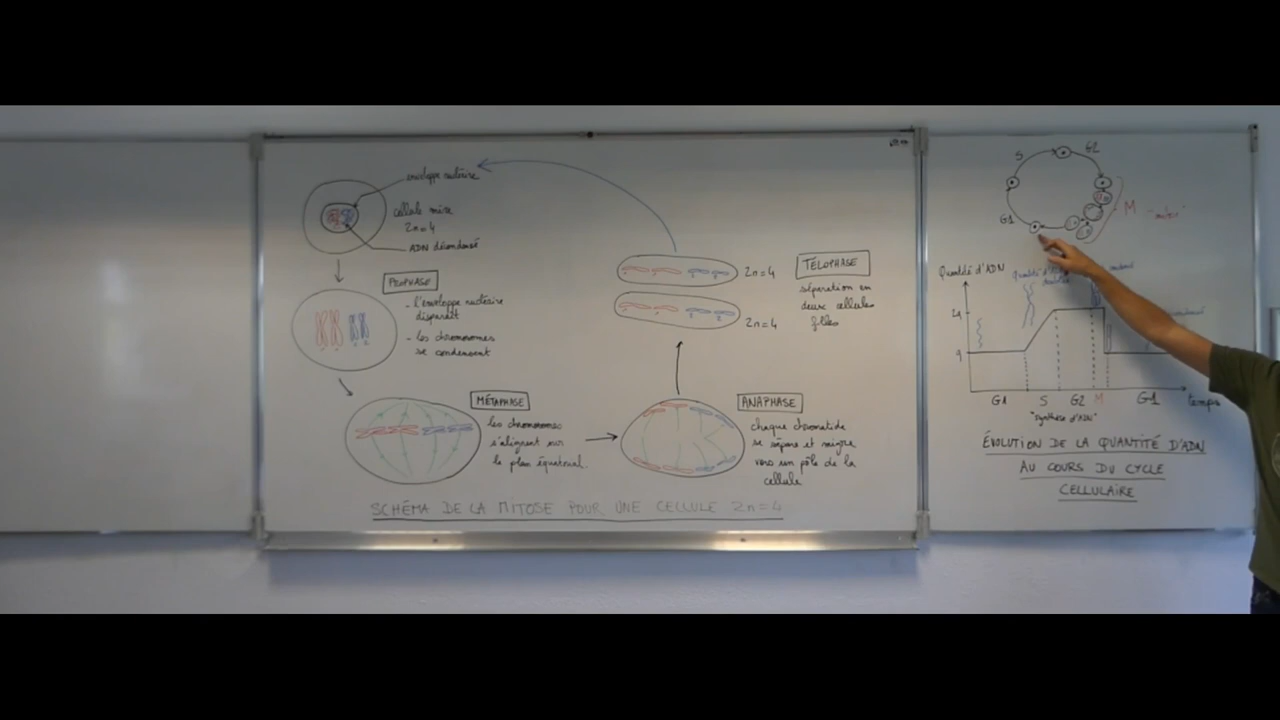 enveloppe nucléaire
cellule mère
2n=4
ADN décondensé
PROPHASE
- l'enveloppe nucléaire
disparaît
- les chromosomes
se condensent
MÉTAPHASE
les chromosomes
s'alignent sur
le plan équatorial.
ANAPHASE
chaque chromatide
se sépare et migre
vers un pôle de la
cellule
TÉLOPHASE
séparation en
deux cellules
filles
2n=4
2n=4
SCHÉMA DE LA MITOSE POUR UNE CELLULE 2n=4
S
G2
G1
M
Quantité d'ADN
2q
q
G1
S
G2
M
G1
temps
"synthèse d'ADN"
ÉVOLUTION DE LA QUANTITÉ D'ADN
AU COURS DU CYCLE
CELLULAIRE